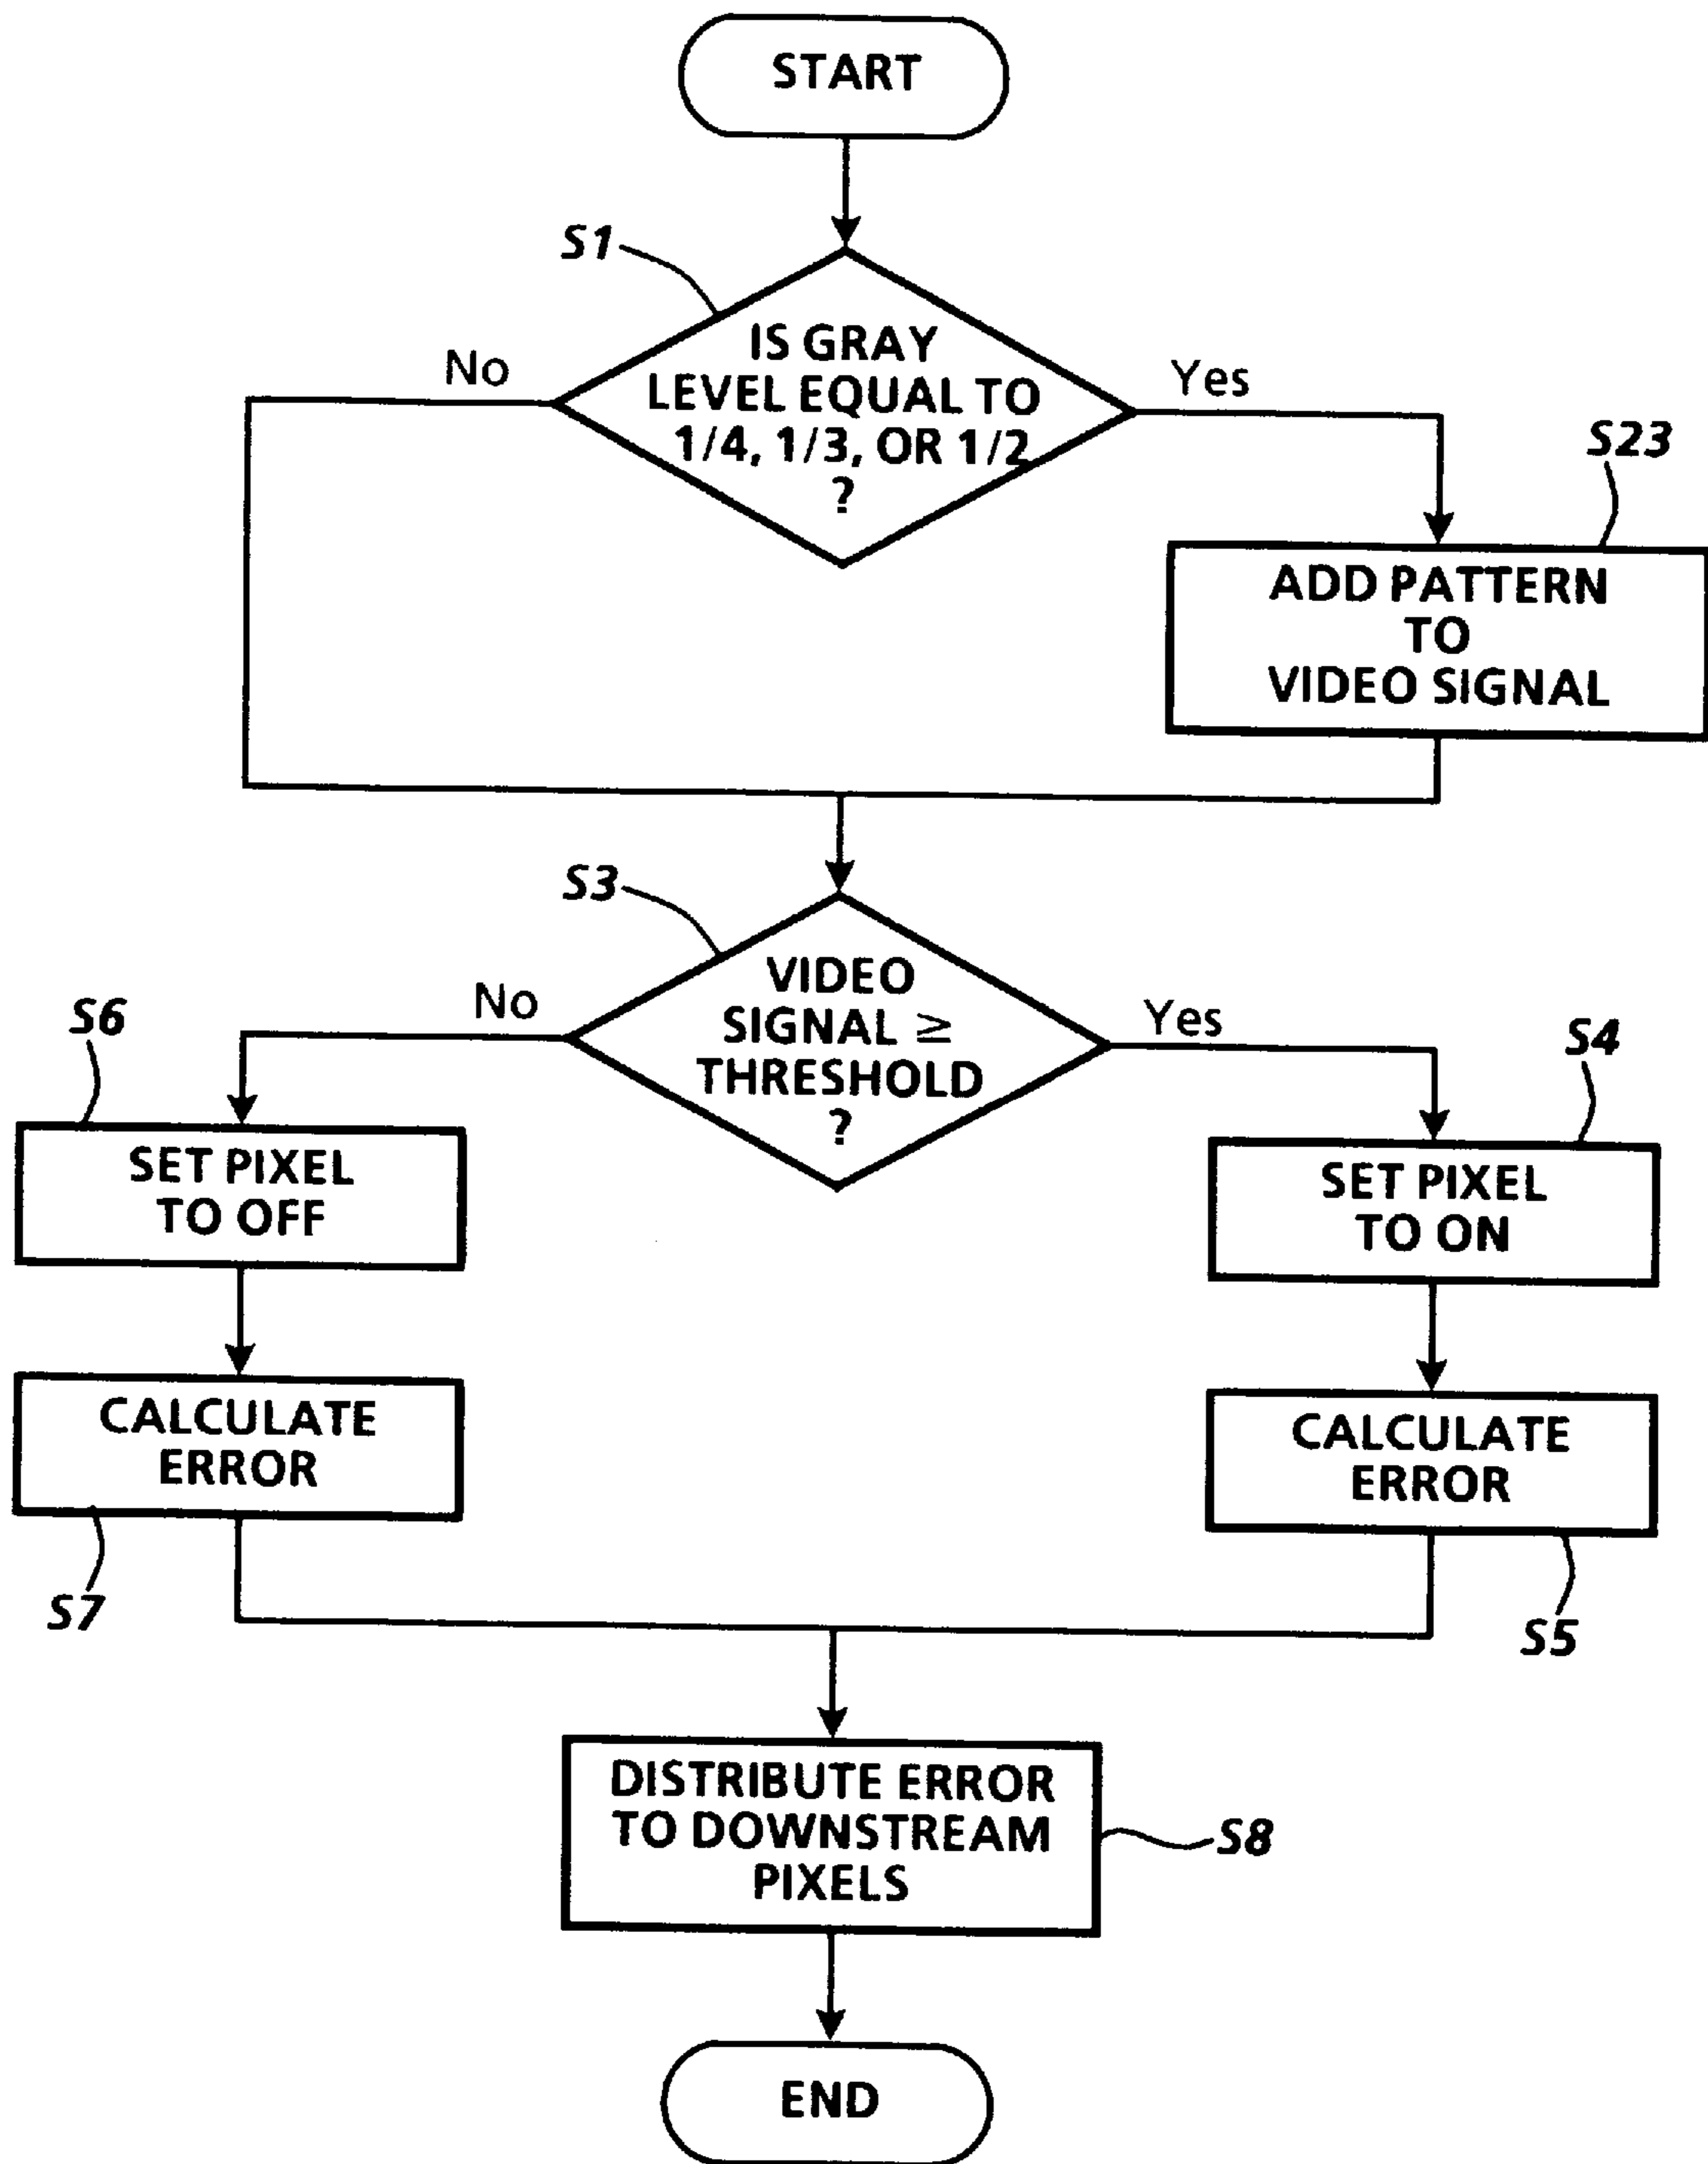 START
S1
IS GRAY
LEVEL EQUAL TO
1/4, 1/3, OR 1/2
?
No
Yes
S23
ADD PATTERN
TO
VIDEO SIGNAL
S3
VIDEO
SIGNAL ≥
THRESHOLD
?
No
Yes
S6
SET PIXEL
TO OFF
S4
SET PIXEL
TO ON
CALCULATE
ERROR
S7
CALCULATE
ERROR
S5
DISTRIBUTE ERROR
TO DOWNSTREAM
PIXELS
S8
END